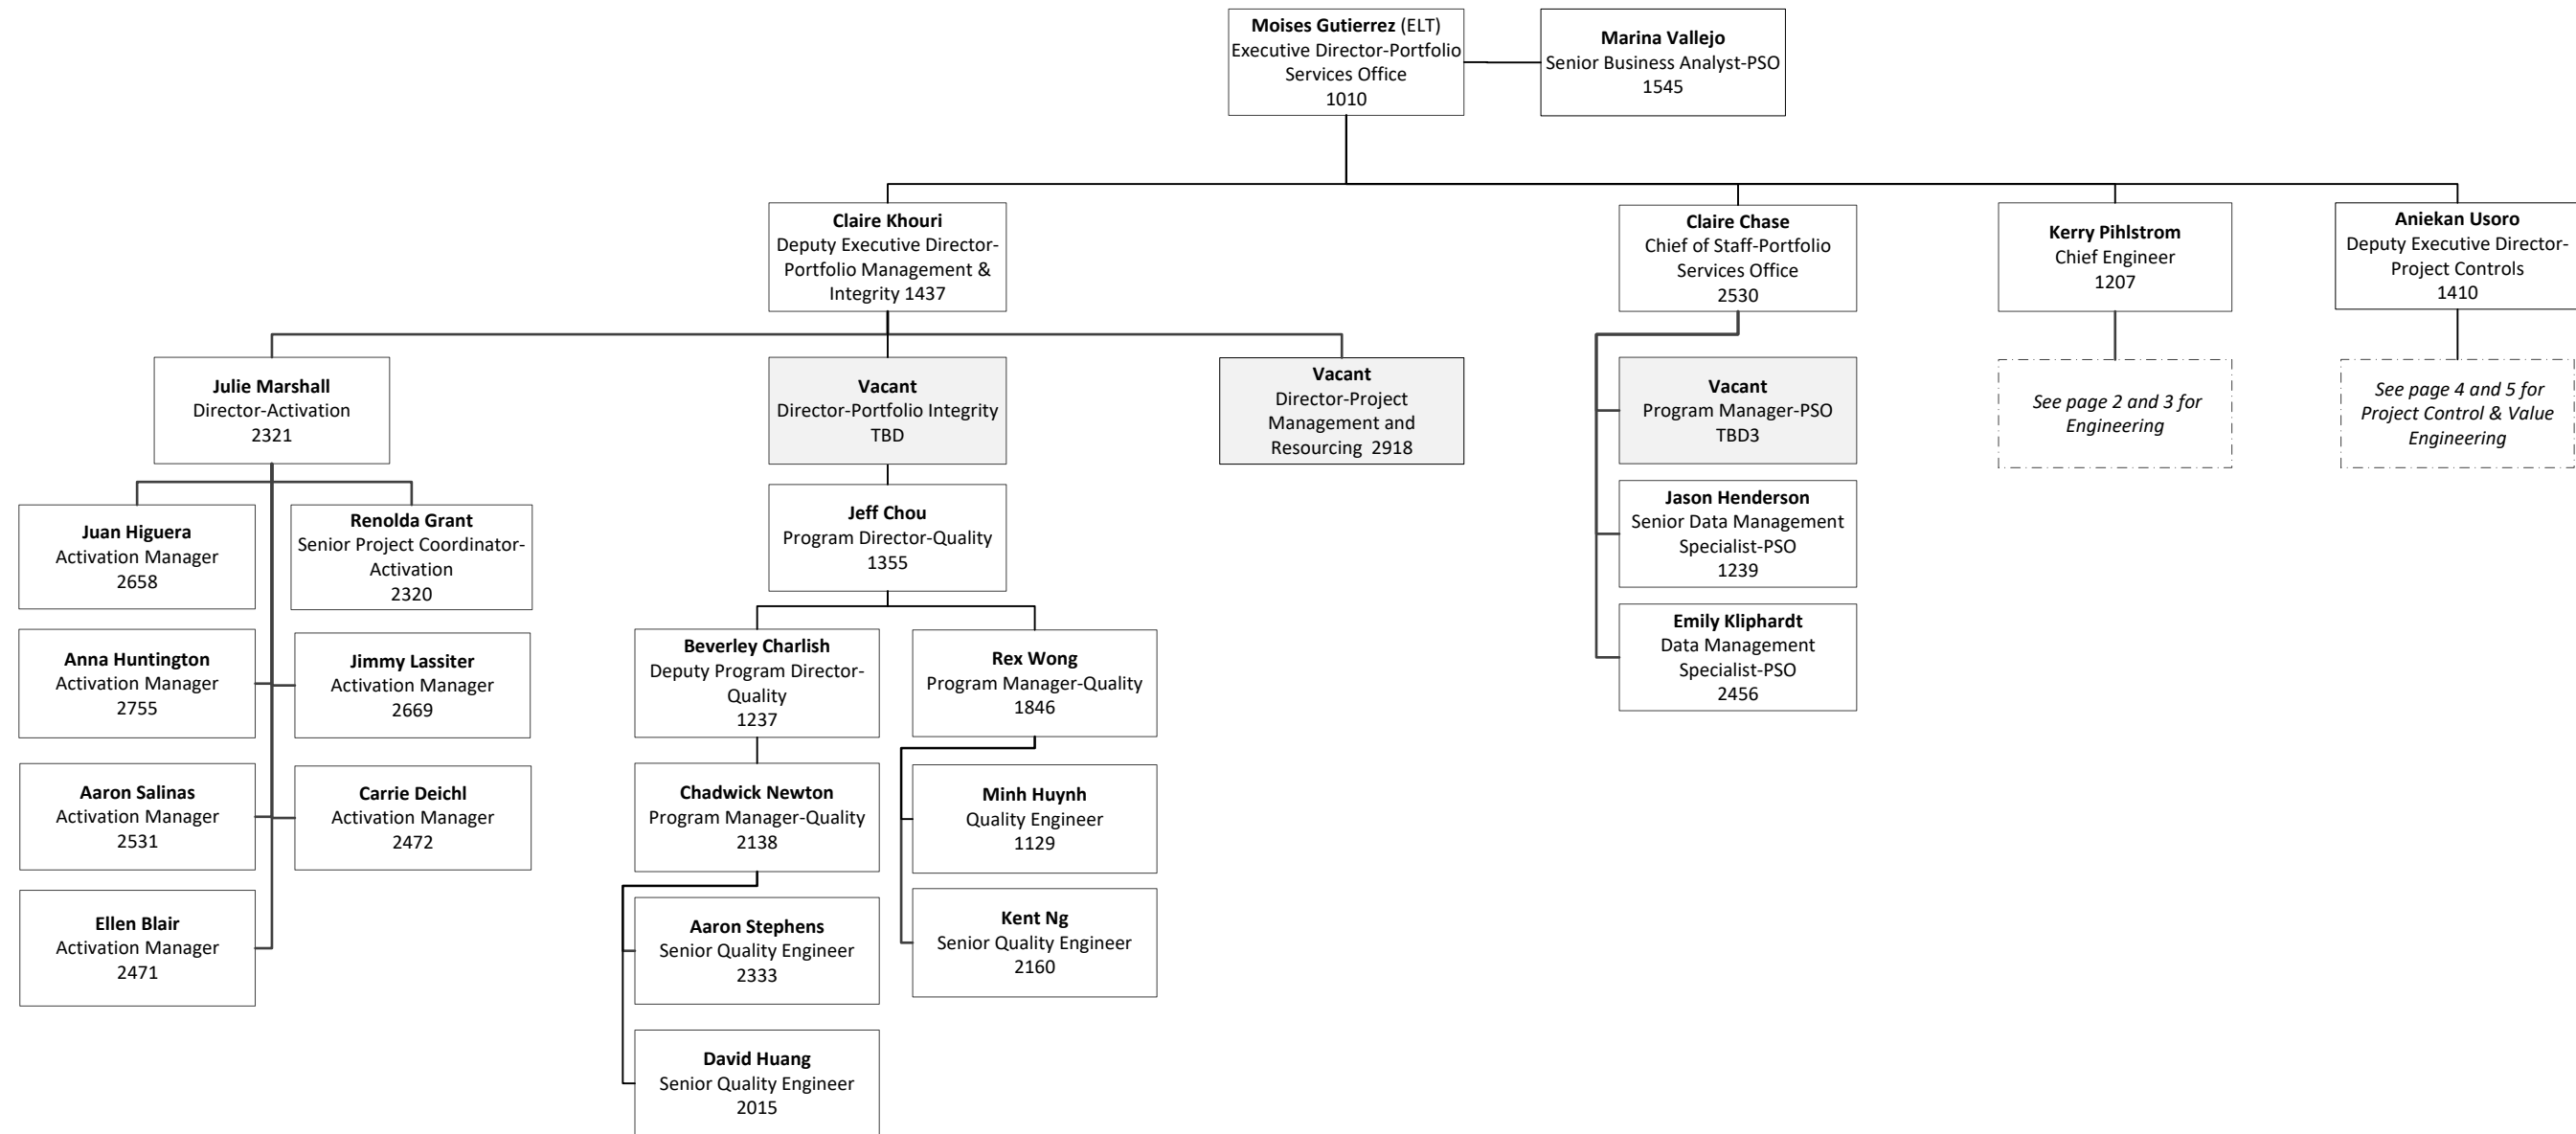 Moises Gutierrez (ELT)
Executive Director-Portfolio
Services Office
1010
Marina Vallejo
Senior Business Analyst-PSO
1545
Claire Khouri
Deputy Executive Director-
Portfolio Management &
Integrity 1437
Claire Chase
Chief of Staff-Portfolio
Services Office
2530
Kerry Pihlstrom
Chief Engineer
1207
Aniekan Usoro
Deputy Executive Director-
Project Controls
1410
Julie Marshall
Director-Activation
2321
Vacant
Director-Portfolio Integrity
TBD
Vacant
Director-Project
Management and
Resourcing 2918
Vacant
Program Manager-PSO
TBD3
See page 2 and 3 for
Engineering
See page 4 and 5 for
Project Control & Value
Engineering
Juan Higuera
Activation Manager
2658
Renolda Grant
Senior Project Coordinator-
Activation
2320
Jeff Chou
Program Director-Quality
1355
Jason Henderson
Senior Data Management
Specialist-PSO
1239
Anna Huntington
Activation Manager
2755
Jimmy Lassiter
Activation Manager
2669
Beverley Charlish
Deputy Program Director-
Quality
1237
Rex Wong
Program Manager-Quality
1846
Emily Kliphardt
Data Management
Specialist-PSO
2456
Aaron Salinas
Activation Manager
2531
Carrie Deichl
Activation Manager
2472
Chadwick Newton
Program Manager-Quality
2138
Minh Huynh
Quality Engineer
1129
Ellen Blair
Activation Manager
2471
Aaron Stephens
Senior Quality Engineer
2333
Kent Ng
Senior Quality Engineer
2160
David Huang
Senior Quality Engineer
2015